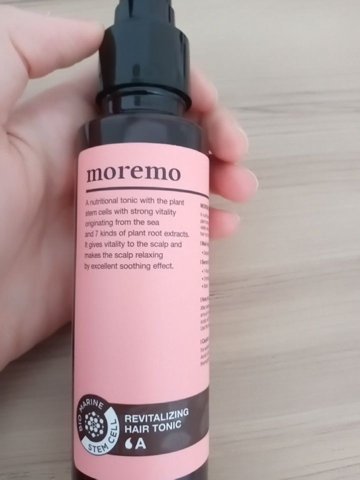 moremo
A nutritional tonic with the plant
stem cells with strong vitality
originating from the sea
and 7 kinds of plant root extracts.
It gives vitality to the scalp and
makes the scalp relaxing
by excellent soothing effect.
BIO MARINE
STEM CELL
REVITALIZING
HAIR TONIC
A